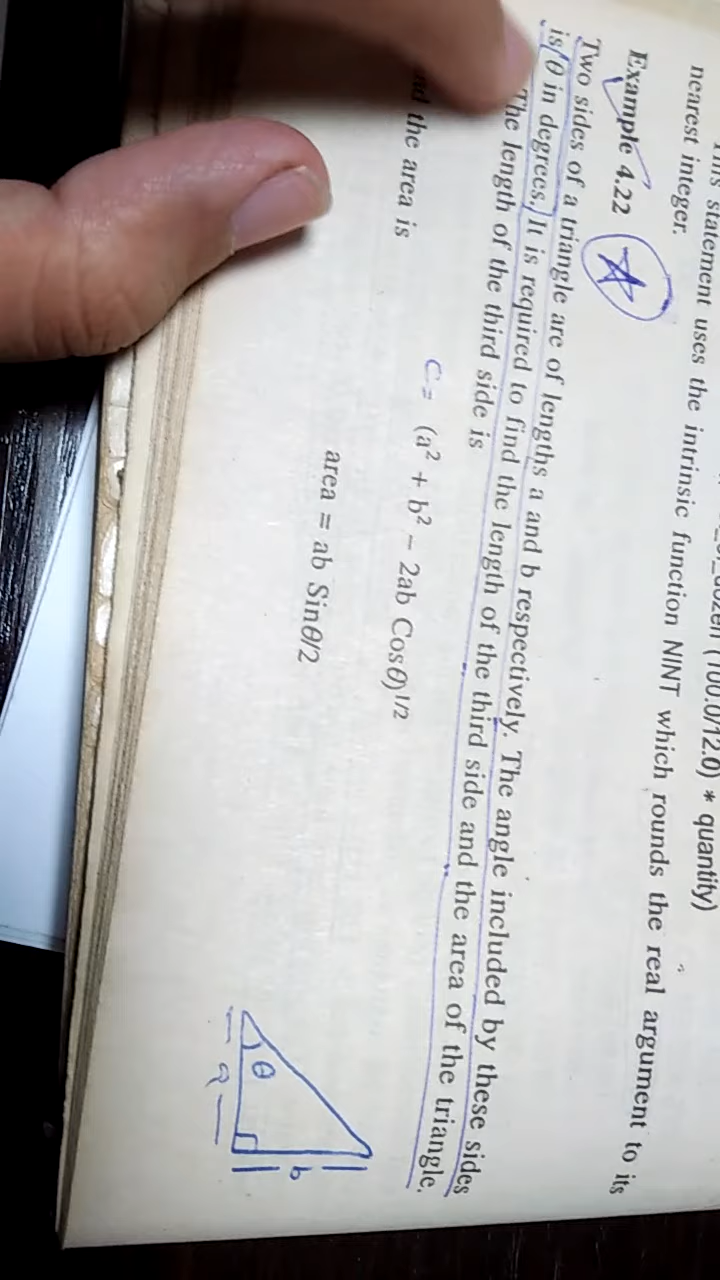 statement uses the intrinsic function NINT which rounds the real argument to its
nearest integer.
Example 4.22
Two sides of a triangle are of lengths a and b respectively. The angle included by these sides
is θ in degrees. It is required to find the length of the third side and the area of the triangle.
The length of the third side is
C = (a² + b² – 2ab Cosθ)^1/2
the area is
area = ab Sinθ/2
θ
a
b
(100.0/12.0) * quantity)